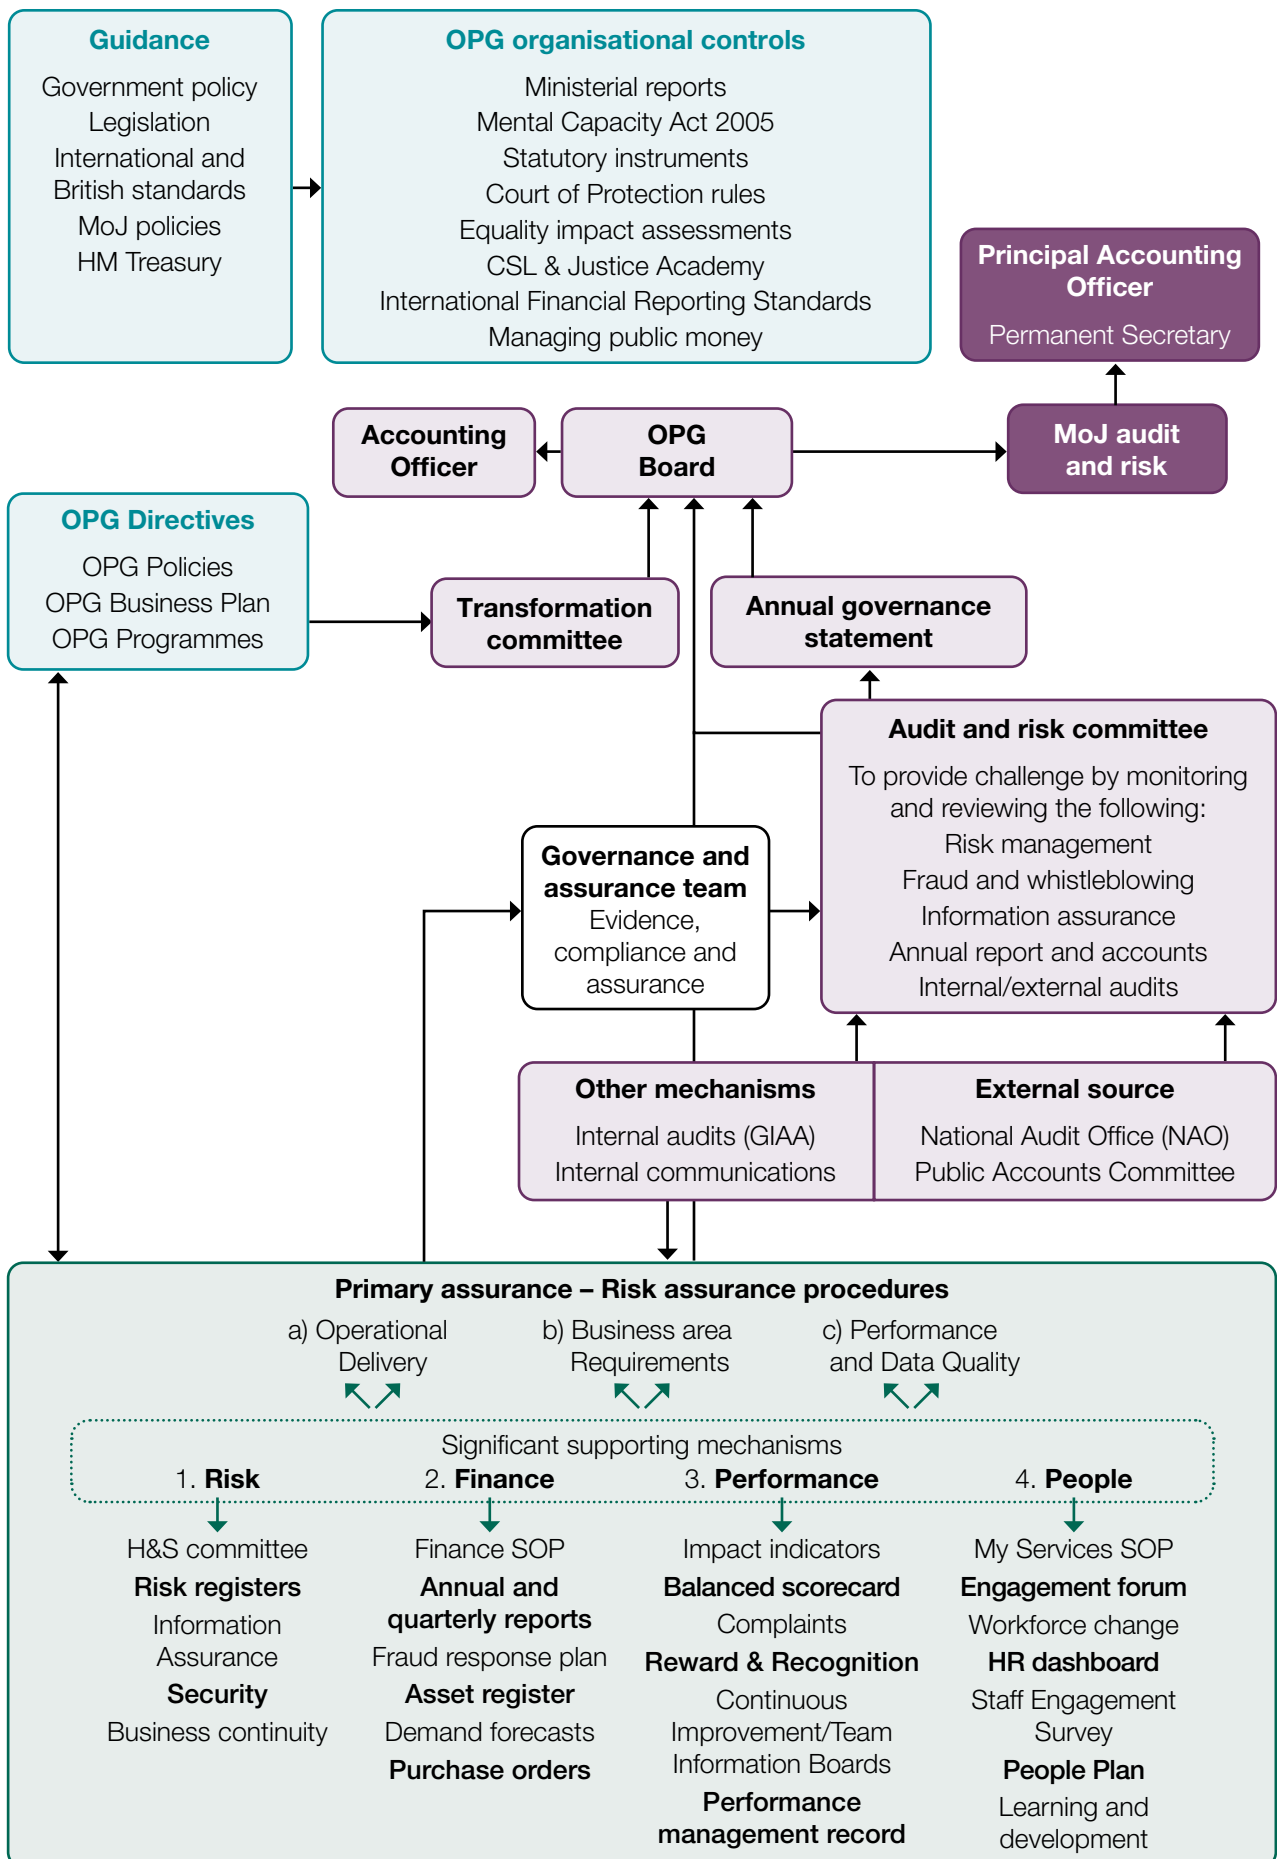 Guidance
Government policy
Legislation
International and
British standards
MoJ policies
HM Treasury
OPG organisational controls
Ministerial reports
Mental Capacity Act 2005
Statutory instruments
Court of Protection rules
Equality impact assessments
CSL & Justice Academy
International Financial Reporting Standards
Managing public money
Principal Accounting
Officer
Permanent Secretary
Accounting
Officer
OPG
Board
MoJ audit
and risk
OPG Directives
OPG Policies
OPG Business Plan
OPG Programmes
Transformation
committee
Annual governance
statement
Audit and risk committee
To provide challenge by monitoring
and reviewing the following:
Risk management
Fraud and whistleblowing
Information assurance
Annual report and accounts
Internal/external audits
Governance and
assurance team
Evidence,
compliance and
assurance
Other mechanisms
Internal audits (GIAA)
Internal communications
External source
National Audit Office (NAO)
Public Accounts Committee
Primary assurance – Risk assurance procedures
a) Operational
Delivery
b) Business area
Requirements
c) Performance
and Data Quality
Significant supporting mechanisms
1. Risk
2. Finance
3. Performance
4. People
H&S committee
Risk registers
Information
Assurance
Security
Business continuity
Finance SOP
Annual and
quarterly reports
Fraud response plan
Asset register
Demand forecasts
Purchase orders
Impact indicators
Balanced scorecard
Complaints
Reward & Recognition
Continuous
Improvement/Team
Information Boards
Performance
management record
My Services SOP
Engagement forum
Workforce change
HR dashboard
Staff Engagement
Survey
People Plan
Learning and
development